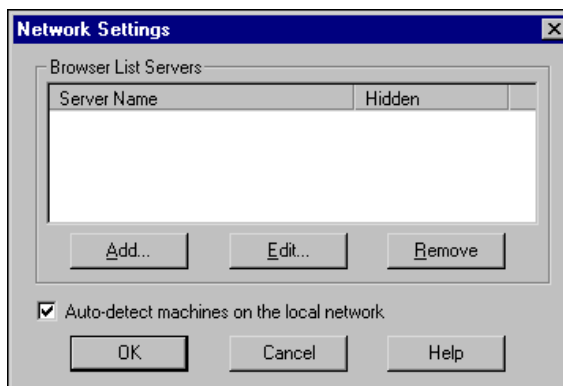 Network Settings
Browser List Servers
Server Name Hidden
Add... Edit... Remove
Auto-detect machines on the local network
OK Cancel Help